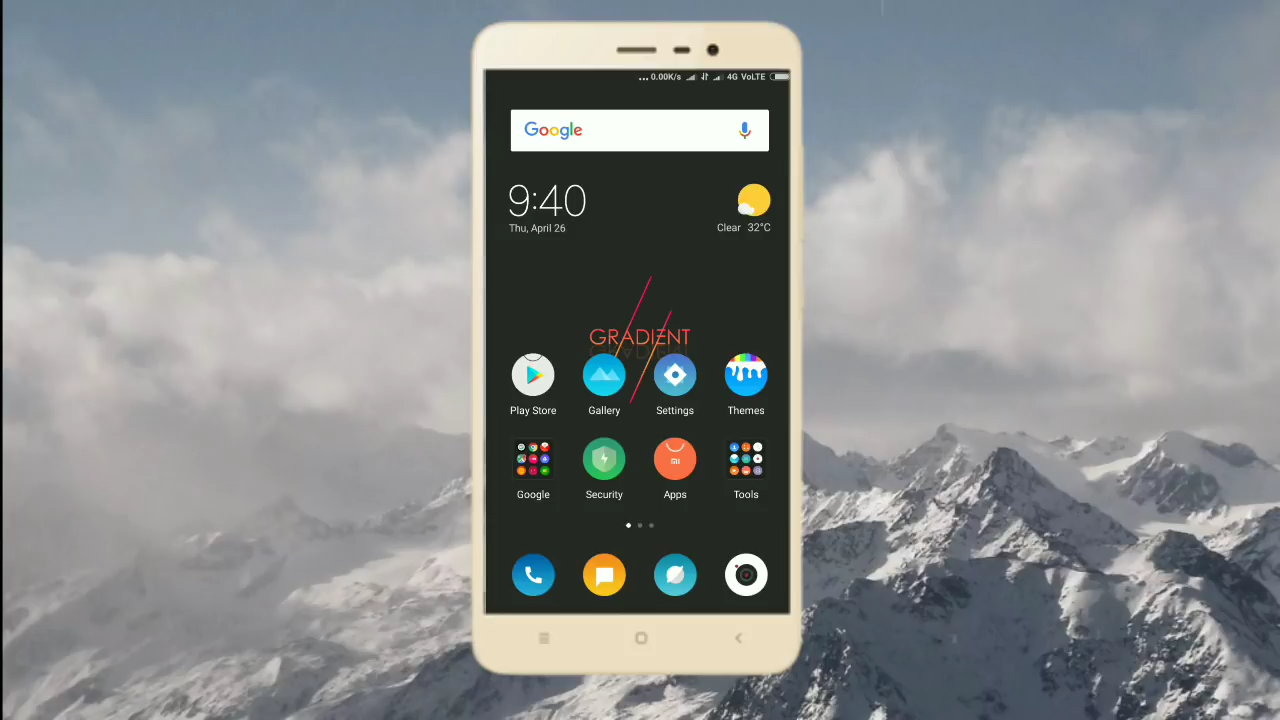 ... 0.00K/s 4G VoLTE
Google
9:40
Thu, April 26
Clear 32°C
GRADIENT
Play Store
Gallery
Settings
Themes
MI
Google
Security
Apps
Tools